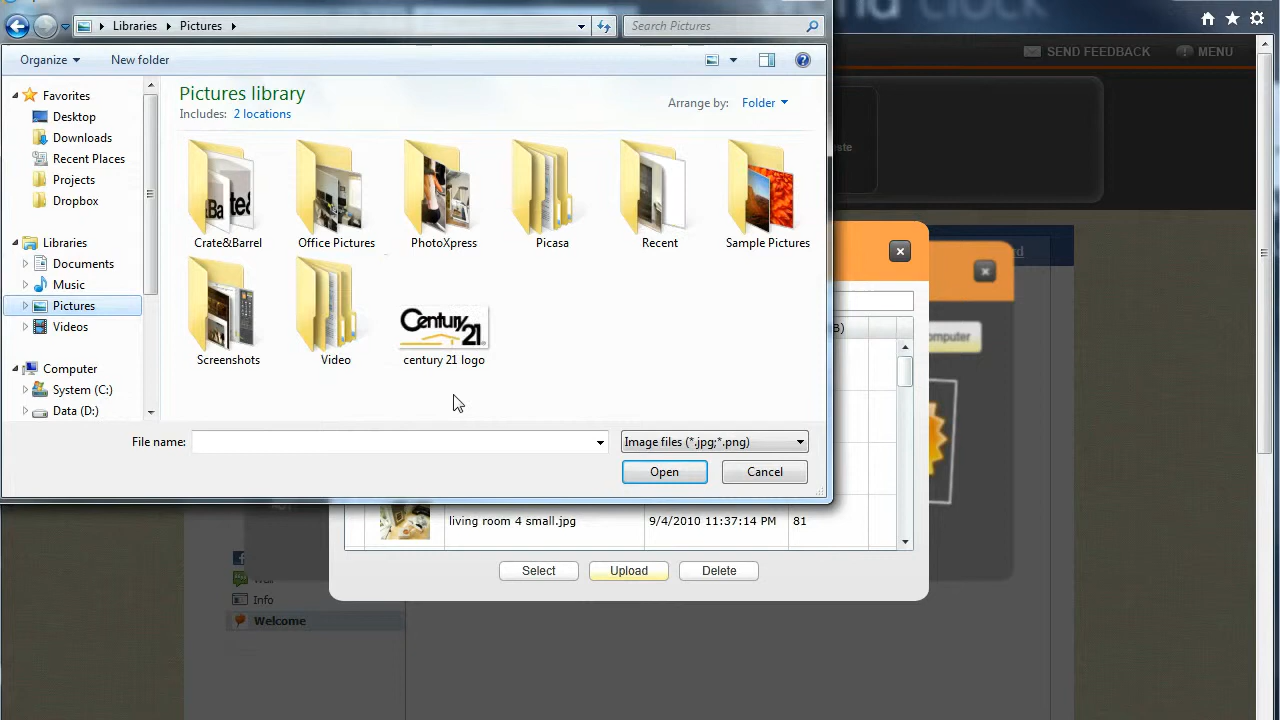 Libraries Pictures
Search Pictures
SEND FEEDBACK
MENU
Organize
New folder
Pictures library
Includes: 2 locations
Arrange by: Folder
Favorites
Desktop
Downloads
Recent Places
Projects
Dropbox
Libraries
Documents
Music
Pictures
Videos
Computer
System (C:)
Data (D:)
Crate&Barrel
Office Pictures
PhotoXpress
Picasa
Recent
Sample Pictures
Screenshots
Video
Century 21
century 21 logo
File name:
Image files (*.jpg;*.png)
Open
Cancel
living room 4 small.jpg
9/4/2010 11:37:14 PM
81
Select
Upload
Delete
Info
Welcome